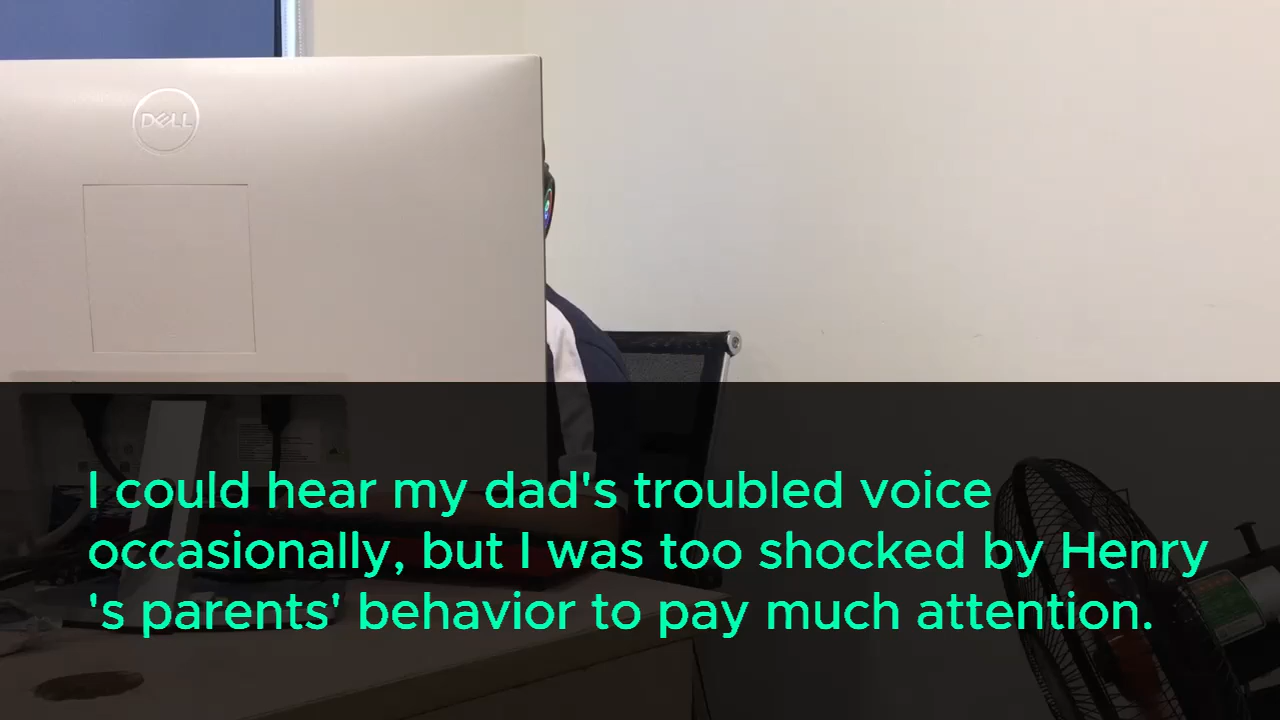 DELL
I could hear my dad's troubled voice
occasionally, but I was too shocked by Henry
's parents' behavior to pay much attention.